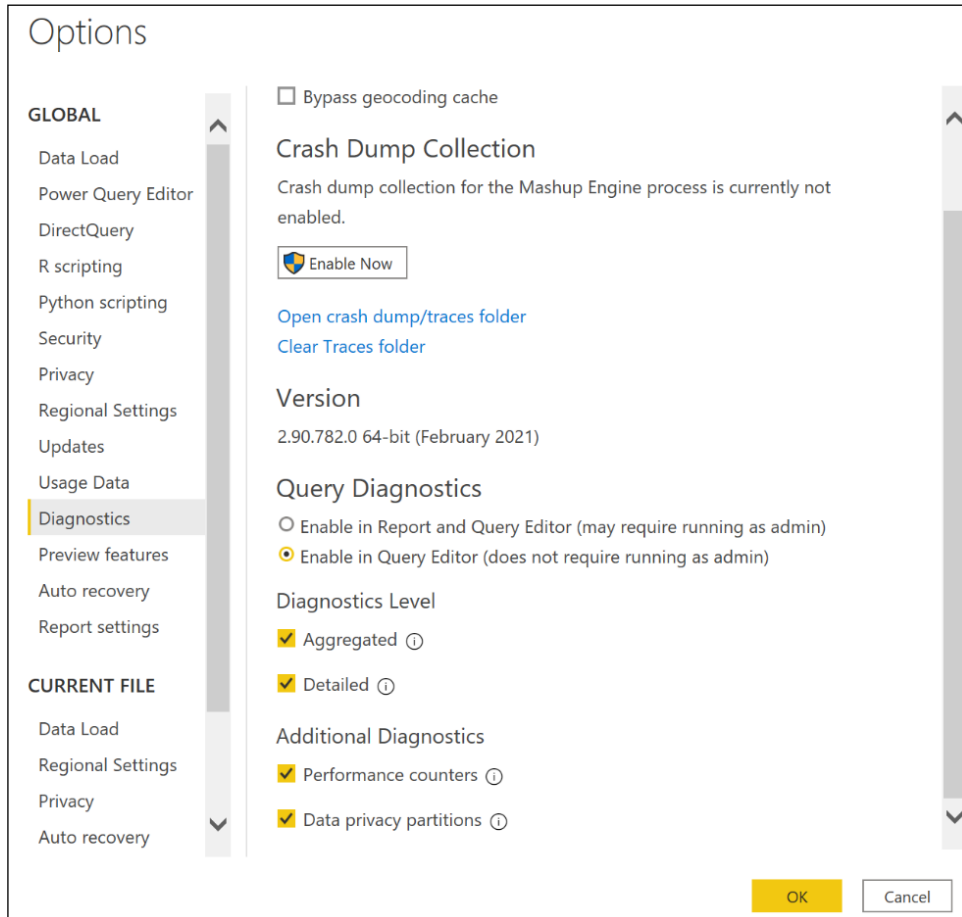 Options
GLOBAL
Data Load
Power Query Editor
DirectQuery
R scripting
Python scripting
Security
Privacy
Regional Settings
Updates
Usage Data
Diagnostics
Preview features
Auto recovery
Report settings
CURRENT FILE
Data Load
Regional Settings
Privacy
Auto recovery
Bypass geocoding cache
Crash Dump Collection
Crash dump collection for the Mashup Engine process is currently not
enabled.
Enable Now
Open crash dump/traces folder
Clear Traces folder
Version
2.90.782.0 64-bit (February 2021)
Query Diagnostics
Enable in Report and Query Editor (may require running as admin)
Enable in Query Editor (does not require running as admin)
Diagnostics Level
Aggregated
Detailed
Additional Diagnostics
Performance counters
Data privacy partitions
OK
Cancel